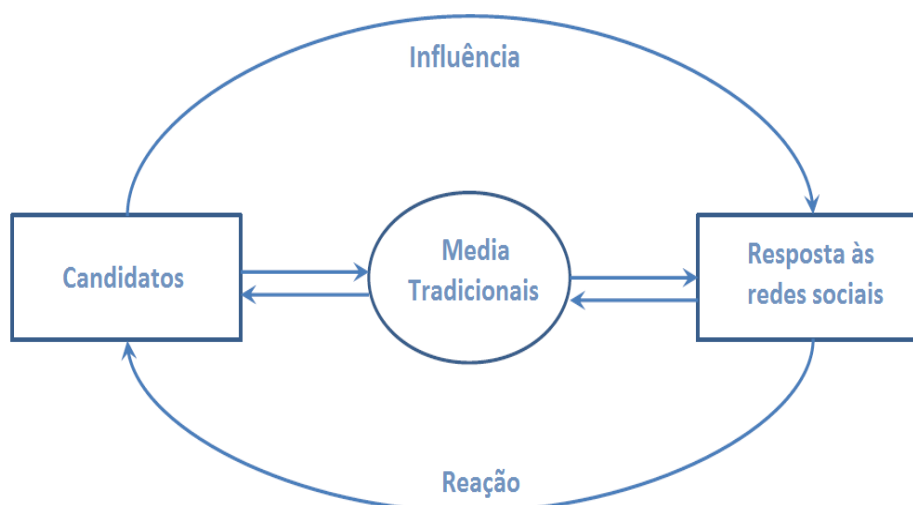 Influência
Candidatos
Media
Tradicionais
Resposta às
redes sociais
Reação